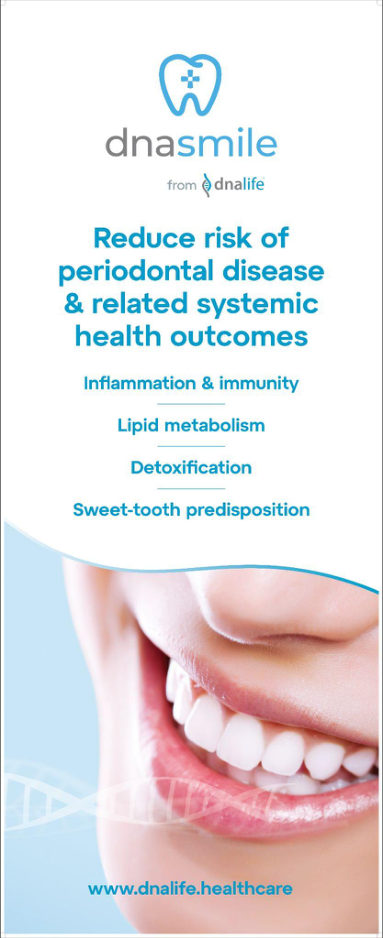 dnasmile
from dnalife
Reduce risk of
periodontal disease
& related systemic
health outcomes
Inflammation & immunity
Lipid metabolism
Detoxification
Sweet-tooth predisposition
www.dnalife.healthcare